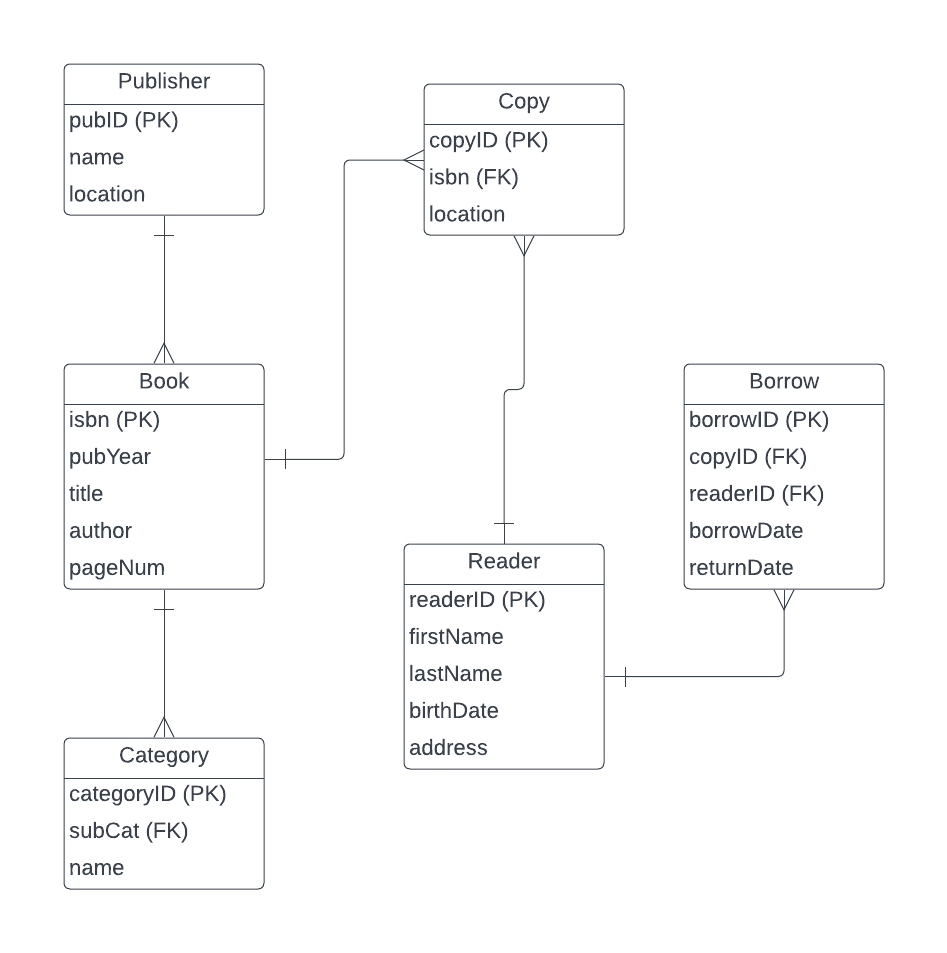 Publisher
pubID (PK)
name
location
Copy
copyID (PK)
isbn (FK)
location
Book
isbn (PK)
pubYear
title
author
pageNum
Borrow
borrowID (PK)
copyID (FK)
readerID (FK)
borrowDate
returnDate
Reader
readerID (PK)
firstName
lastName
birthDate
address
Category
categoryID (PK)
subCat (FK)
name